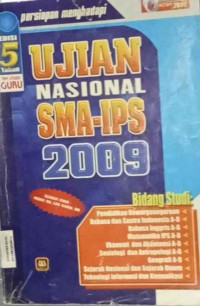 persiapan menghadapi
EDISI
5
Tahun
GURU
UJIAN
NASIONAL
SMA-IPS
2009
Bidang Studi:
Pendidikan Kewarganegaraan
Bahasa dan Sastra Indonesia
Bahasa Inggris
Matematika IPS
Ekonomi dan Akuntansi
Sosiologi dan Antropologi
Geografi
Sejarah Nasional dan Sejarah Umum
Teknologi Informasi dan Komunikasi